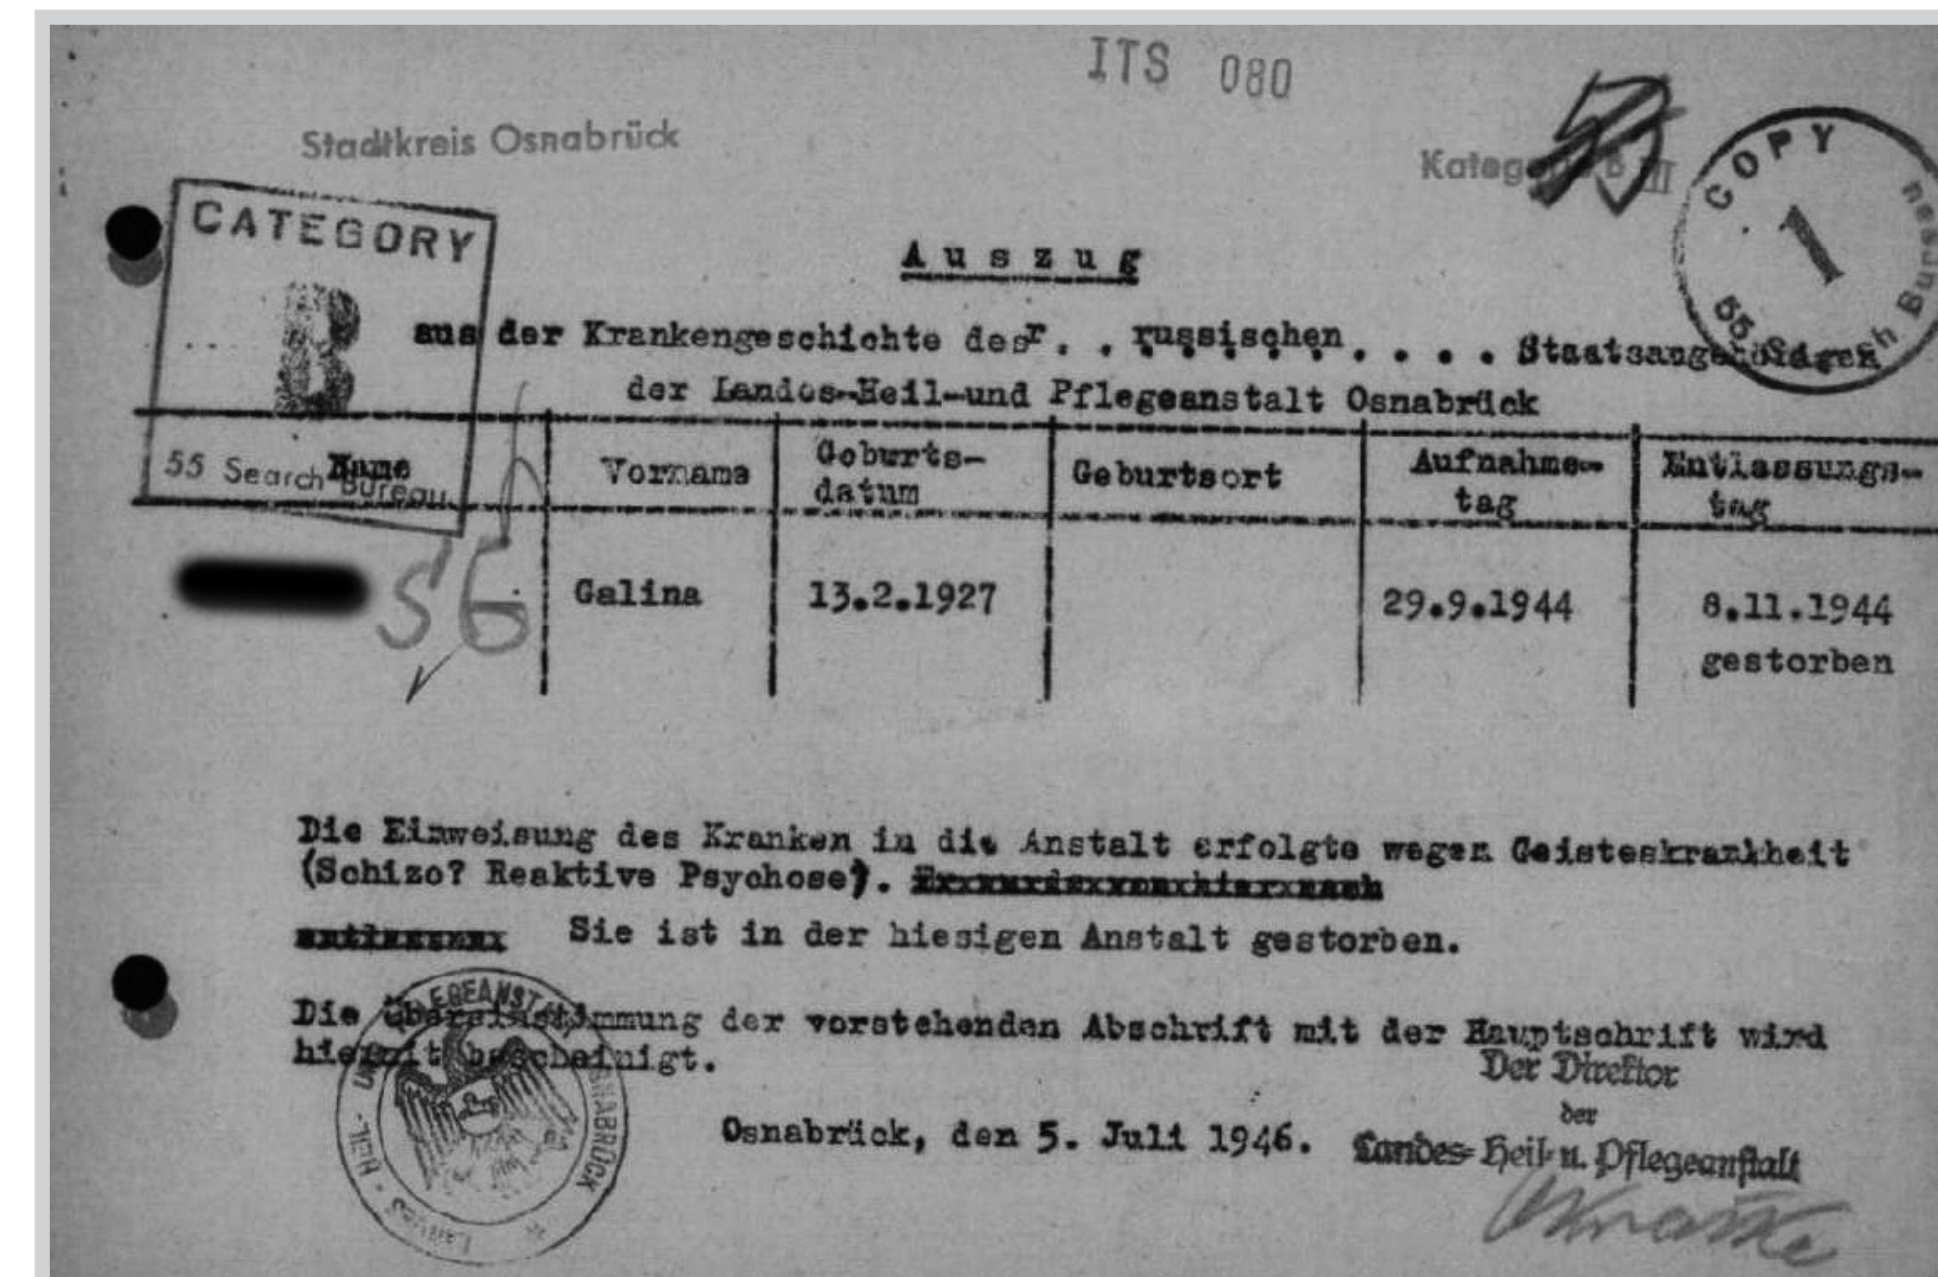 ITS 080
Stadtkreis Osnabrück
COPY
1
55 Search Bureau
CATEGORY
B
55 Search Bureau
Auszug
aus der Krankengeschichte des r . . russischen . . . . Staatsangehörigen
der Landes-Heil-und Pflegeanstalt Osnabrück
Name Vorname Geburts- Geburtsort Aufnahme- Entlassungs-
datum tag tag
56 Galina 13.2.1927 29.9.1944 8.11.1944
gestorben
Die Einweisung des Kranken in die Anstalt erfolgte wegen Geisteskrankheit
(Schizo? Reaktive Psychose?).
Sie ist in der hiesigen Anstalt gestorben.
Die Übereinstimmung der vorstehenden Abschrift mit der Hauptschrift wird
hiermit bescheinigt.
Der Direktor
der
Osnabrück, den 5. Juli 1946. Landes-Heil-u. Pflegeanstalt